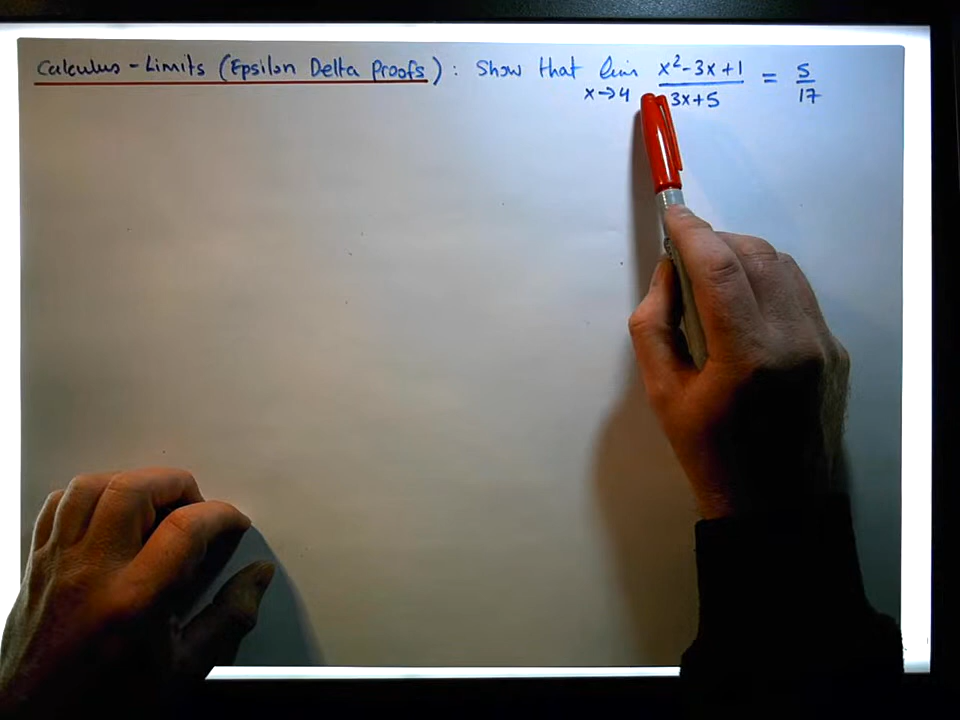 Calculus - Limits (Epsilon Delta Proofs) : Show that lim x→4 x²-3x+1 / 3x+5 = 5/17